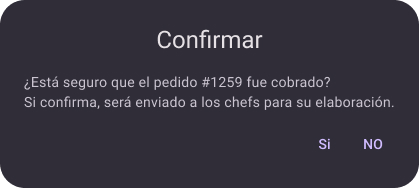 Confirmar
¿Está seguro que el pedido #1259 fue cobrado?
Si confirma, será enviado a los chefs para su elaboración.
Si NO